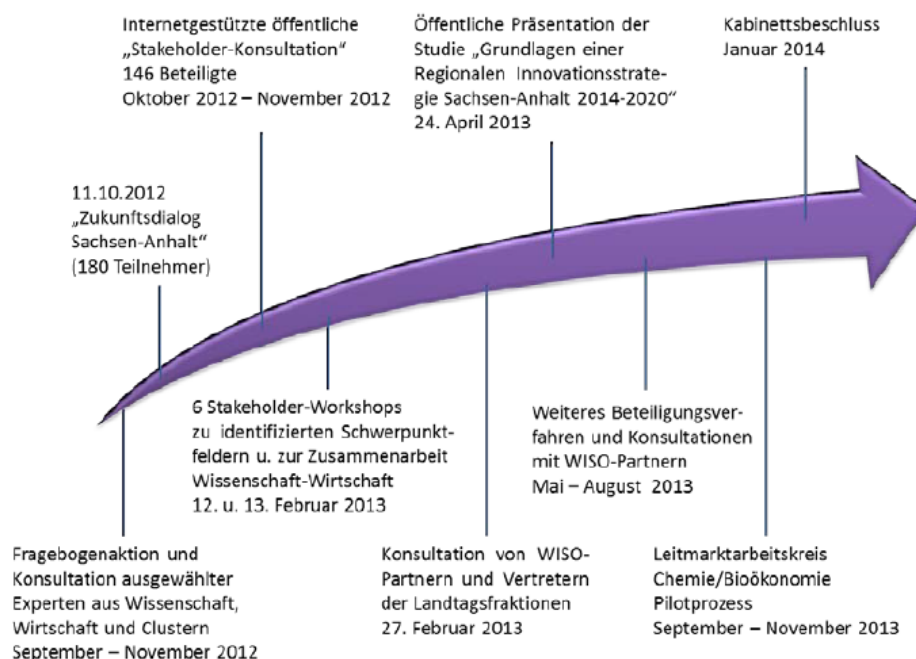 Internetgestützte öffentliche
„Stakeholder-Konsultation“
146 Beteiligte
Oktober 2012 – November 2012
Öffentliche Präsentation der
Studie „Grundlagen einer
Regionalen Innovationsstrate-
gie Sachsen-Anhalt 2014-2020“
24. April 2013
Kabinettsbeschluss
Januar 2014
11.10.2012
„Zukunftsdialog
Sachsen-Anhalt“
(180 Teilnehmer)
6 Stakeholder-Workshops
zu identifizierten Schwerpunkt-
feldern u. zur Zusammenarbeit
Wissenschaft-Wirtschaft
12. u. 13. Februar 2013
Weiteres Beteiligungsver-
fahren und Konsultationen
mit WISO-Partnern
Mai – August 2013
Fragebogenaktion und
Konsultation ausgewählter
Experten aus Wissenschaft,
Wirtschaft und Clustern
September – November 2012
Konsultation von WISO-
Partnern und Vertretern
der Landtagsfraktionen
27. Februar 2013
Leitmarktarbeitskreis
Chemie/Bioökonomie
Pilotprozess
September – November 2013